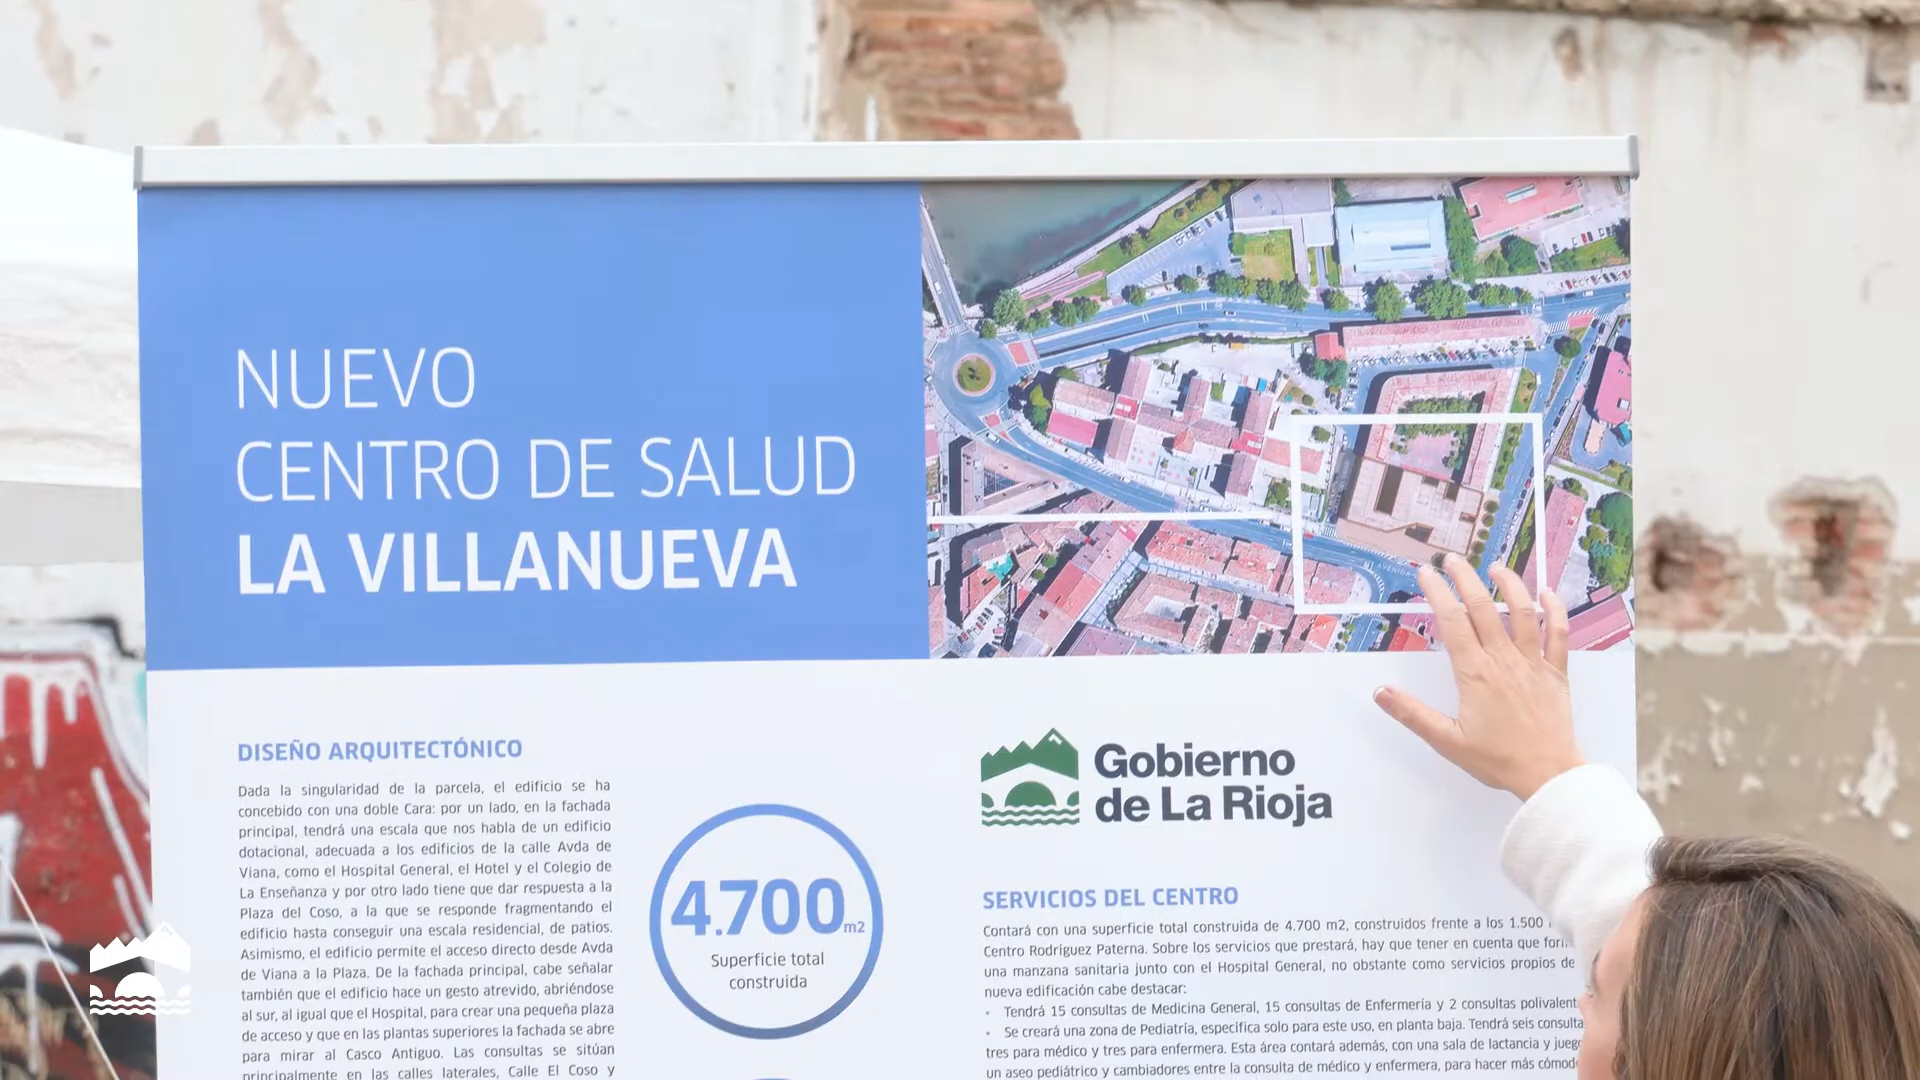 NUEVO
CENTRO DE SALUD
LA VILLANUEVA
AVENIDA
DISEÑO ARQUITECTÓNICO
Dada la singularidad de la parcela, el edificio se ha
concebido con una doble Cara: por un lado, en la fachada
principal, tendrá una escala que nos habla de un edificio
dotacional, adecuada a los edificios de la calle Avda de
Viana, como el Hospital General, el Hotel y el Colegio de
La Enseñanza y por otro lado tiene que dar respuesta a la
Plaza del Coso, a la que se responde fragmentando el
edificio hasta conseguir una escala residencial, de patios.
Asimismo, el edificio permite el acceso directo desde Avda
de Viana a la Plaza. De la fachada principal, cabe señalar
también que el edificio hace un gesto atrevido, abriéndose
al sur, al igual que el Hospital, para crear una pequeña plaza
de acceso y que en las plantas superiores la fachada se abre
para mirar al Casco Antiguo. Las consultas se sitúan
principalmente en las calles laterales, Calle El Coso y
4.700 m2
Superficie total
construida
Gobierno
de La Rioja
SERVICIOS DEL CENTRO
Contará con una superficie total construida de 4.700 m2, construidos frente a los 1.500
Centro Rodriguez Paterna. Sobre los servicios que prestará, hay que tener en cuenta que
una manzana sanitaria junto con el Hospital General, no obstante como servicios propios de
nueva edificación cabe destacar:
• Tendrá 15 consultas de Medicina General, 15 consultas de Enfermería y 2 consultas
• Se creará una zona de Pediatría, específica solo para este uso, en planta baja. Tendrá seis
tres para médico y tres para enfermera. Esta área contará además, con una sala de lactancia y
un aseo pediátrico y cambiadores entre la consulta de médico y enfermera, para hacer más